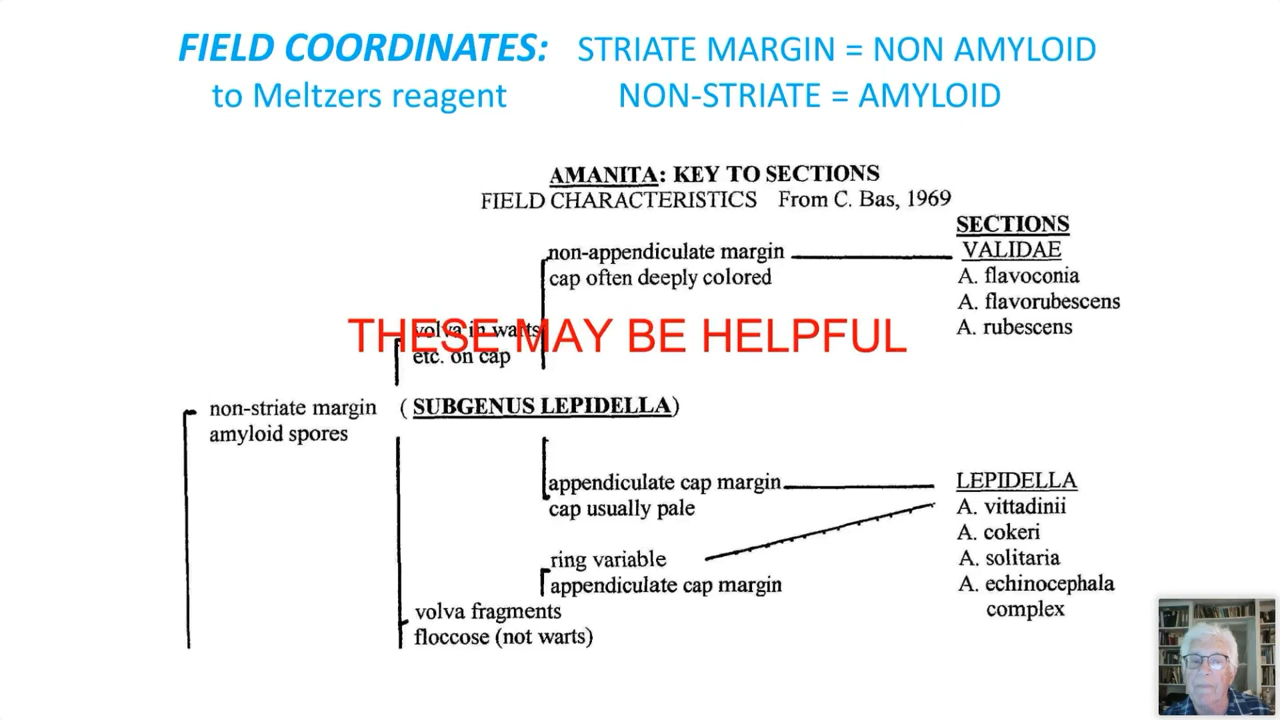 FIELD COORDINATES: STRIATE MARGIN = NON AMYLOID
to Meltzers reagent NON-STRIATE = AMYLOID
AMANITA: KEY TO SECTIONS
FIELD CHARACTERISTICS From C. Bas, 1969
SECTIONS
non-appendiculate margin VALIDAE
cap often deeply colored A. flavoconia
A. flavorubescens
volva in warts A. rubescens
THESE MAY BE HELPFUL
etc. on cap
non-striate margin (SUBGENUS LEPIDELLA)
amyloid spores
appendiculate cap margin LEPIDELLA
cap usually pale A. vittadinii
A. cokeri
ring variable A. solitaria
appendiculate cap margin A. echinocephala
volva fragments complex
floccose (not warts)